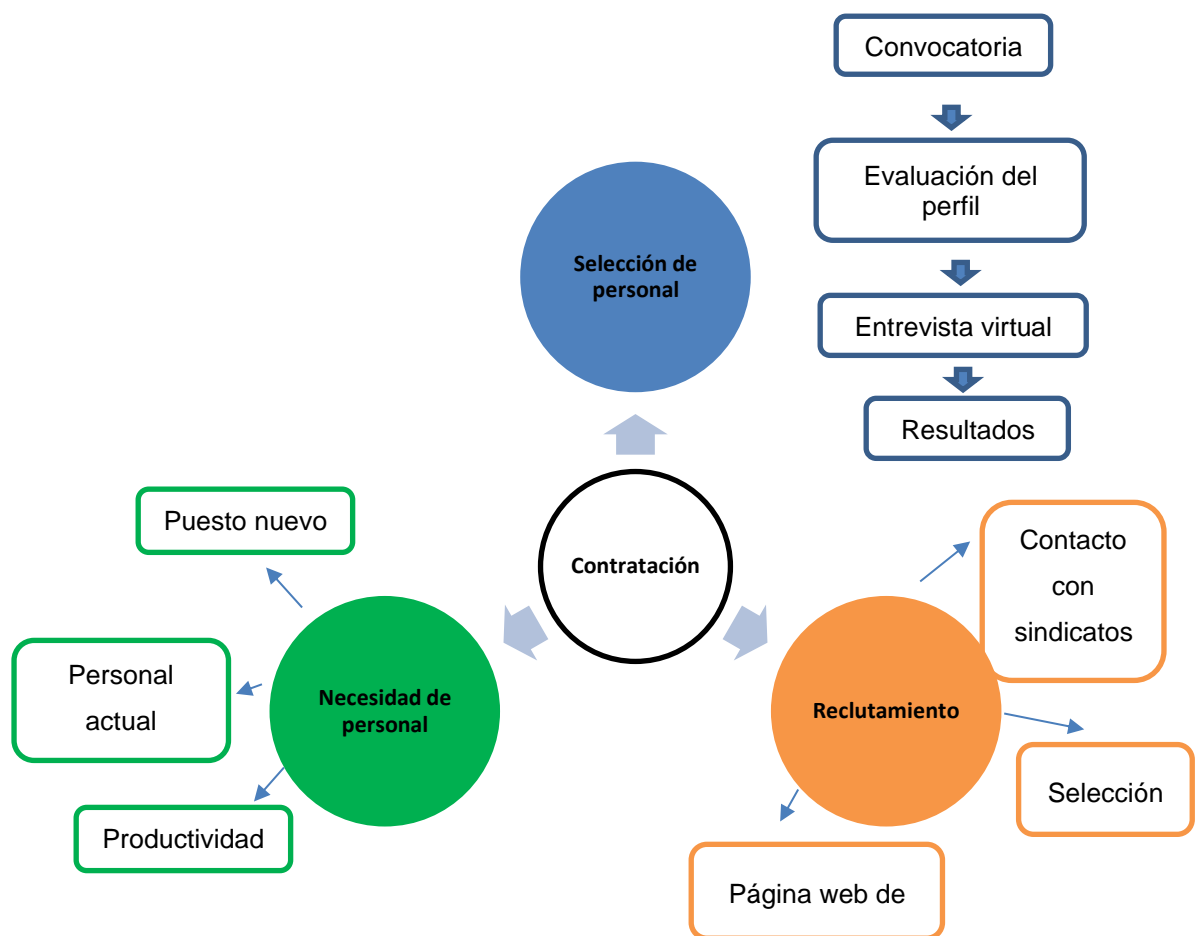 Convocatoria
Evaluación del
perfil
Entrevista virtual
Resultados
Selección de
personal
Contratación
Puesto nuevo
Personal
actual
Productividad
Necesidad de
personal
Reclutamiento
Contacto
con
sindicatos
Selección
Página web de